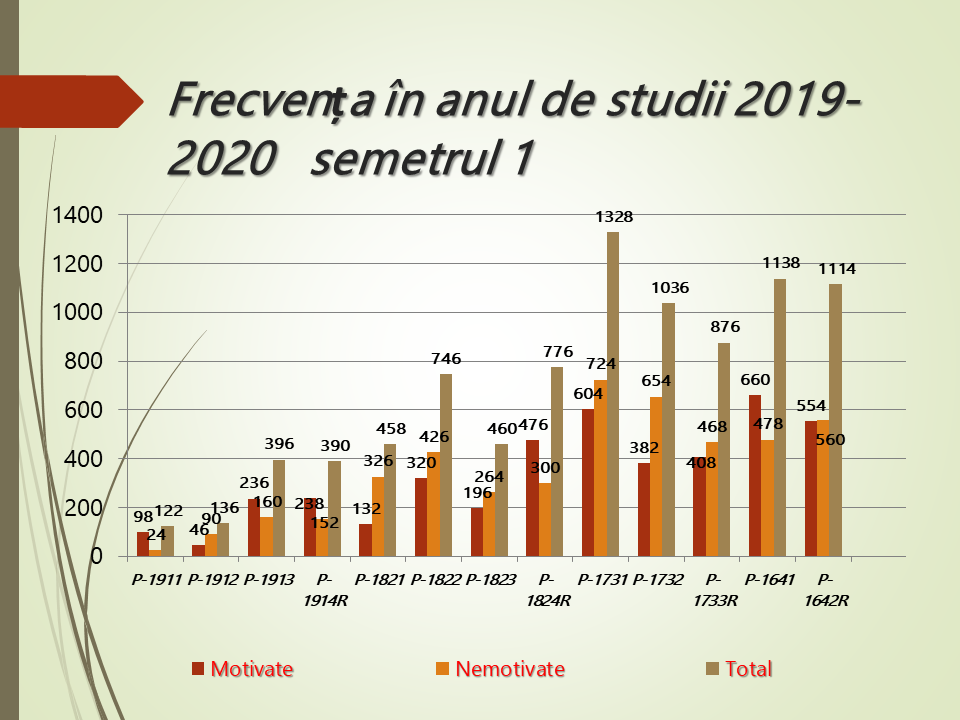 Frecvența în anul de studii 2019-
2020 semetrul 1
1400
1200
1000
800
600
400
200
0
98 24 122
46 90 136
236 160 396
238 152 390
132 326 458
320 426 746
196 264 460
476 300 776
604 724 1328
382 654 1036
408 468 876
660 478 1138
554 560 1114
P-1911 P-1912 P-1913 P- P-1821 P-1822 P-1823 P- P-1731 P-1732 P- P-1641 P-
1914R 1824R 1733R 1642R
Motivate Nemotivate Total